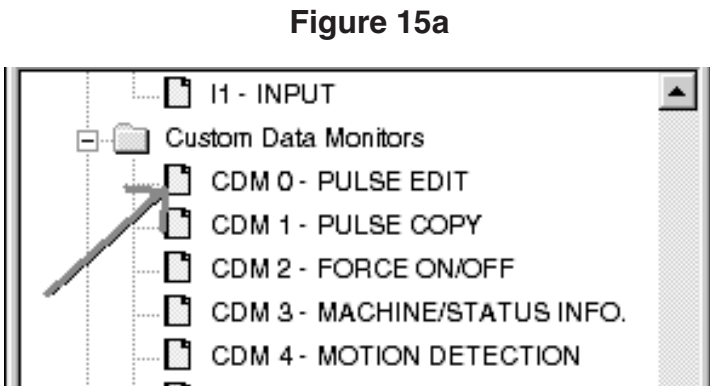 Figure 15a
I1 - INPUT
Custom Data Monitors
CDM 0 - PULSE EDIT
CDM 1 - PULSE COPY
CDM 2 - FORCE ON/OFF
CDM 3 - MACHINE/STATUS INFO.
CDM 4 - MOTION DETECTION